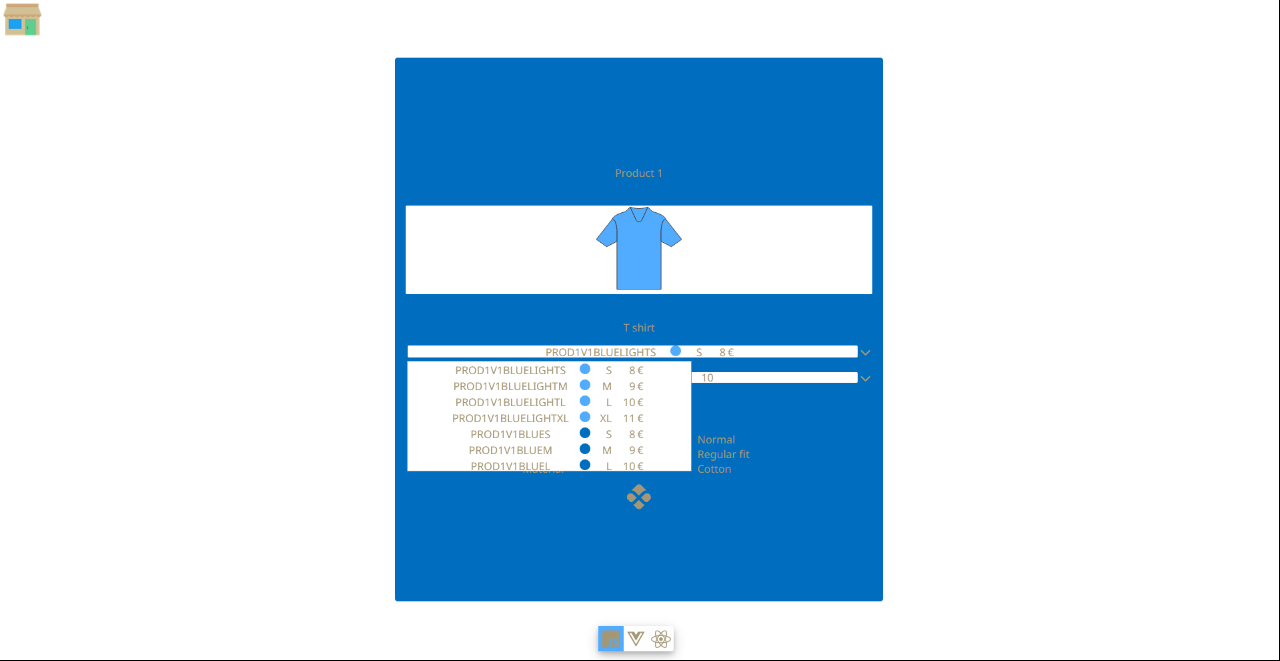 Product 1
T shirt
PROD1V1BLUELIGHTS S 8 €
PROD1V1BLUELIGHTS S 8 €
PROD1V1BLUELIGHTM M 9 €
PROD1V1BLUELIGHTL L 10 €
PROD1V1BLUELIGHTXL XL 11 €
PROD1V1BLUES S 8 €
PROD1V1BLUEM M 9 €
PROD1V1BLUEL L 10 €
10
Normal
Regular fit
Cotton